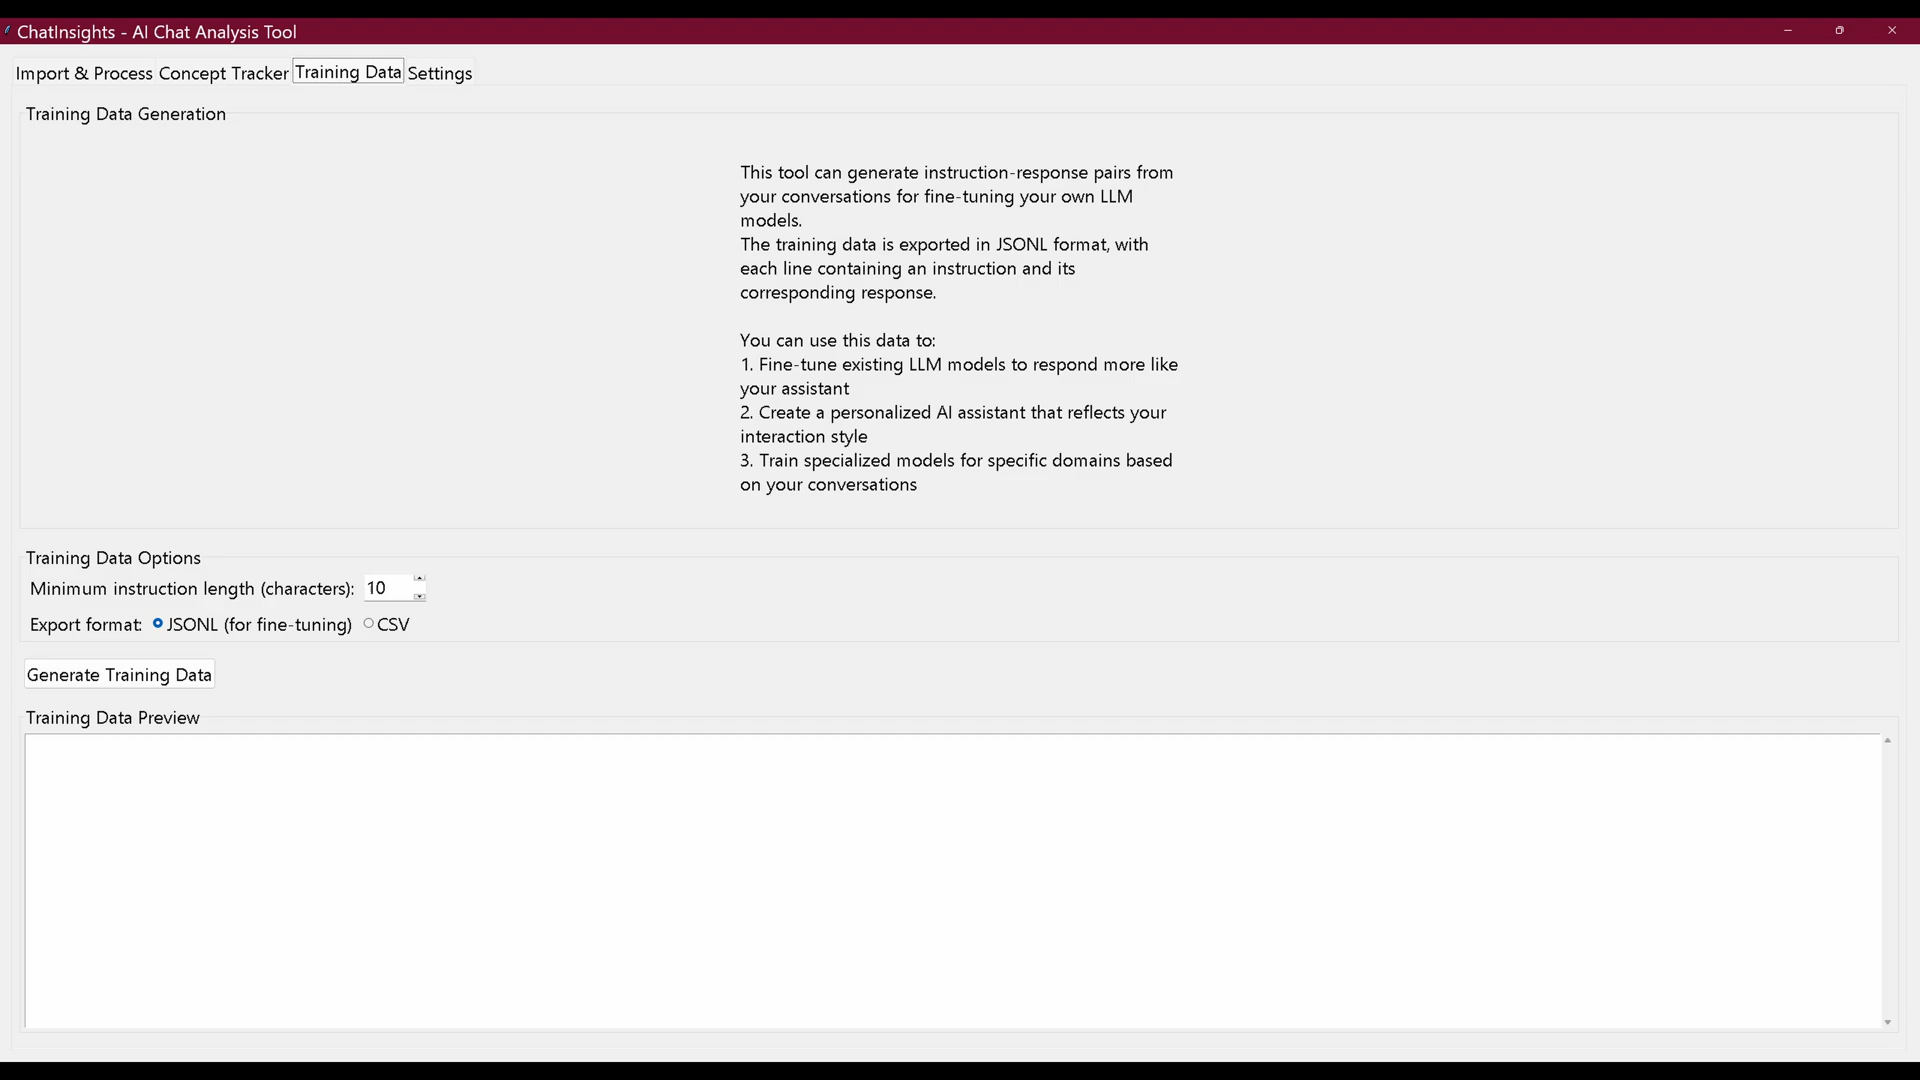 ChatInsights - AI Chat Analysis Tool
Import & Process Concept Tracker Training Data Settings
Training Data Generation
This tool can generate instruction-response pairs from
your conversations for fine-tuning your own LLM
models.
The training data is exported in JSONL format, with
each line containing an instruction and its
corresponding response.
You can use this data to:
1. Fine-tune existing LLM models to respond more like
your assistant
2. Create a personalized AI assistant that reflects your
interaction style
3. Train specialized models for specific domains based
on your conversations
Training Data Options
Minimum instruction length (characters): 10
Export format: JSONL (for fine-tuning) CSV
Generate Training Data
Training Data Preview